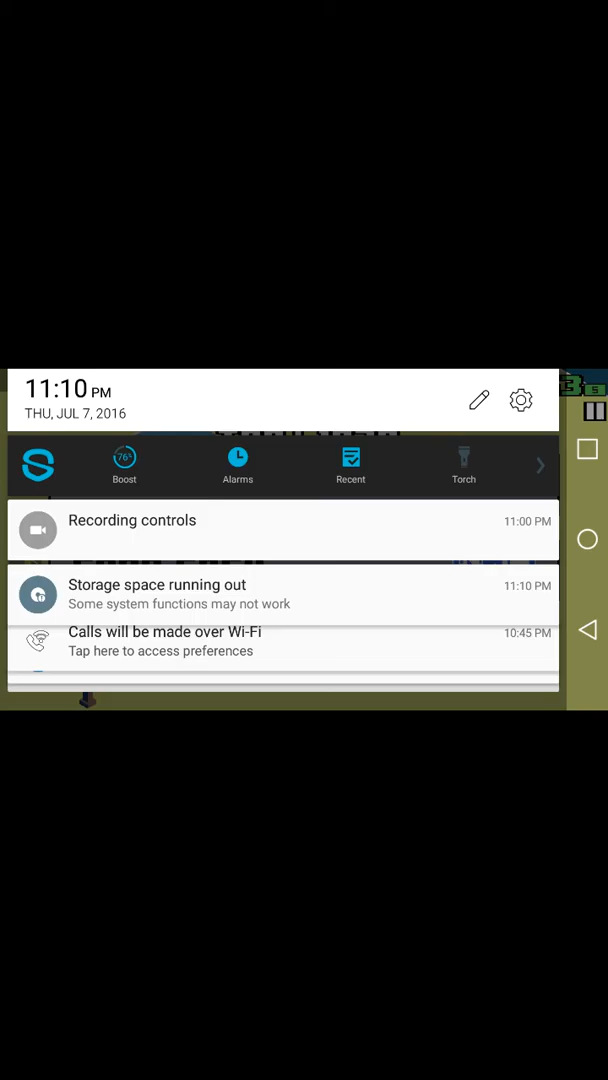 11:10 PM
THU, JUL 7, 2016
76%
Boost
Alarms
Recent
Torch
Recording controls
11:00 PM
Storage space running out
11:10 PM
Some system functions may not work
Calls will be made over Wi-Fi
10:45 PM
Tap here to access preferences